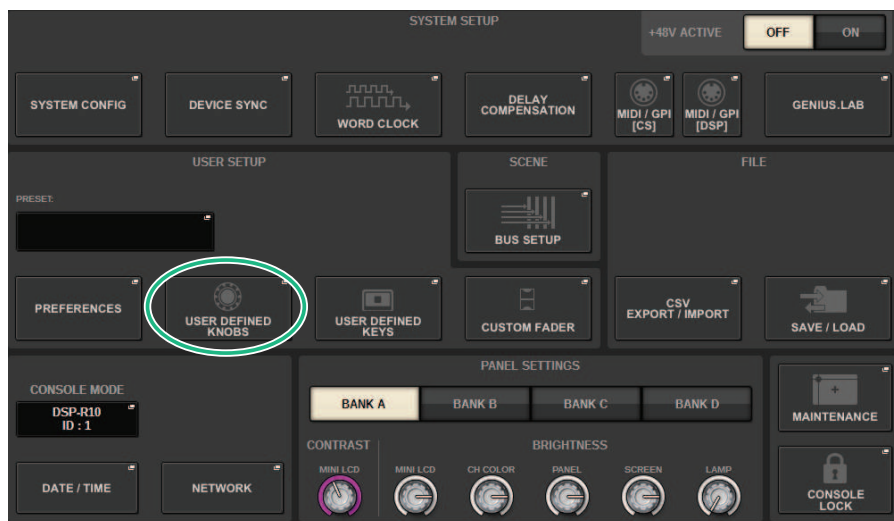 SYSTEM SETUP
+48V ACTIVE
OFF
ON
SYSTEM CONFIG
DEVICE SYNC
WORD CLOCK
DELAY
COMPENSATION
MIDI / GPI
[CS]
MIDI / GPI
[DSP]
GENIUS.LAB
USER SETUP
SCENE
FILE
PRESET:
BUS SETUP
PREFERENCES
USER DEFINED
KNOBS
USER DEFINED
KEYS
CUSTOM FADER
CSV
EXPORT / IMPORT
SAVE / LOAD
CONSOLE MODE
DSP-R10
ID : 1
DATE / TIME
NETWORK
PANEL SETTINGS
BANK A
BANK B
BANK C
BANK D
CONTRAST
BRIGHTNESS
MINI LCD
MINI LCD
CH COLOR
PANEL
SCREEN
LAMP
MAINTENANCE
CONSOLE
LOCK